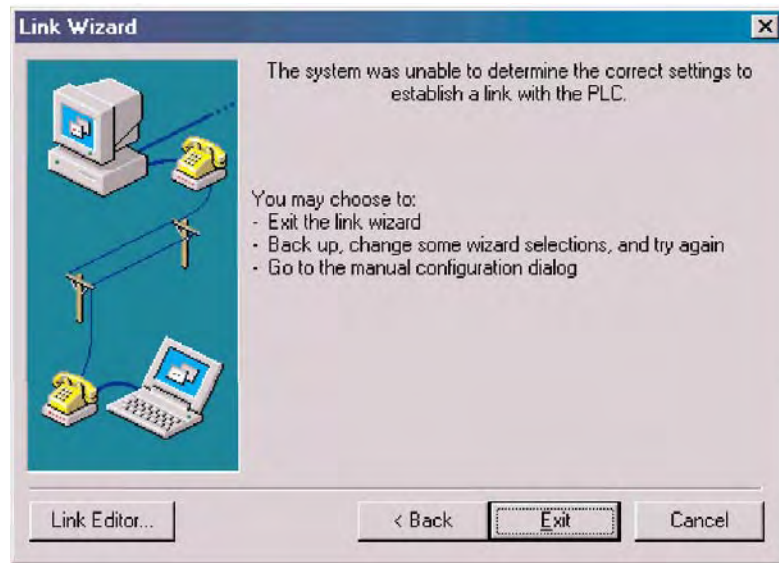 Link Wizard
The system was unable to determine the correct settings to
establish a link with the PLC.
You may choose to:
- Exit the link wizard
- Back up, change some wizard selections, and try again
- Go to the manual configuration dialog
Link Editor...
< Back
Exit
Cancel